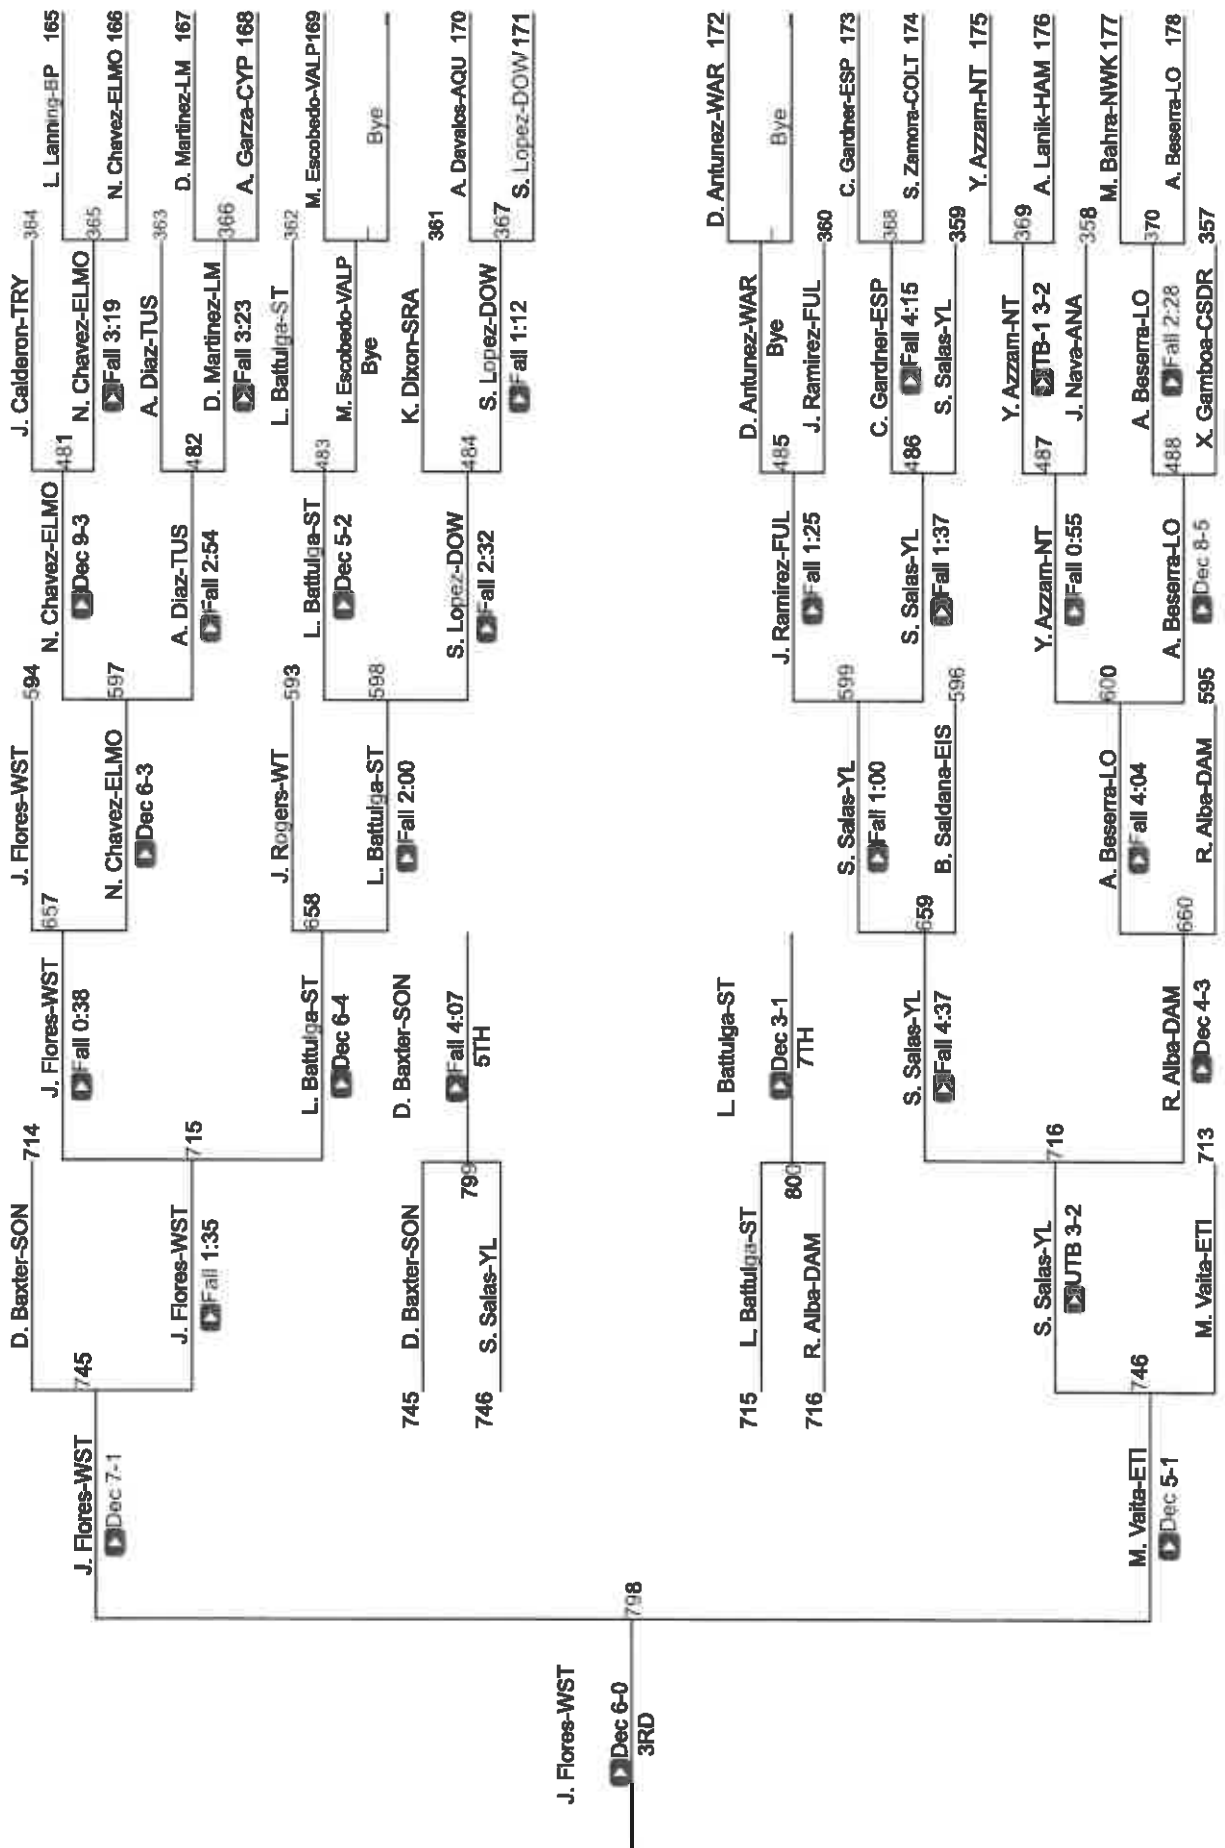 L. Lanning-BP 165
J. Calderon-TRY 364
365
N. Chavez-ELMO 166
N. Chavez-ELMO
Fall 3:19
481
D. Martinez-LM 167
A. Diaz-TUS 363
366
A. Garza-CYP 168
D. Martinez-LM
Fall 3:23
482
M. Escobedo-VALP 169
L. Battulga-ST 362
Bye
M. Escobedo-VALP
Bye
483
A. Davalos-AQU 170
K. Dixon-SRA 361
367
S. Lopez-DOW 171
S. Lopez-DOW
Fall 1:12
484
D. Antunez-WAR 172
Bye
D. Antunez-WAR
Bye
485
J. Ramirez-FUL 360
C. Gardner-ESP 173
368
S. Zamora-COLT 174
C. Gardner-ESP
Fall 4:15
486
S. Salas-YL 359
Y. Azzam-NT 175
369
A. Lanik-HAM 176
Y. Azzam-NT
TB-1 3-2
487
J. Nava-ANA 358
M. Bahra-NWK 177
370
A. Beserra-LO 178
A. Beserra-LO
Fall 2:28
488
X. Gamboa-CSDR 357
J. Flores-WST 594
N. Chavez-ELMO
Dec 9-3
597
A. Diaz-TUS
Fall 2:54
N. Chavez-ELMO
Dec 6-3
657
J. Rogers-WT 593
L. Battulga-ST
Dec 5-2
598
S. Lopez-DOW
Fall 2:32
L. Battulga-ST
Fall 2:00
658
J. Ramirez-FUL
Fall 1:25
599
S. Salas-YL
Fall 1:37
S. Salas-YL
Fall 1:00
659
B. Saldana-EIS 596
Y. Azzam-NT
Fall 0:55
600
A. Beserra-LO
Dec 8-5
A. Beserra-LO
Fall 4:04
660
R. Alba-DAM 595
D. Baxter-SON 714
J. Flores-WST
Fall 0:38
715
L. Battulga-ST
Dec 6-4
J. Flores-WST
Fall 1:35
745
745 D. Baxter-SON
799
746 S. Salas-YL
D. Baxter-SON
Fall 4:07
5TH
715 L. Battulga-ST
800
716 R. Alba-DAM
L. Battulga-ST
Dec 3-1
7TH
S. Salas-YL
Fall 4:37
716
R. Alba-DAM
Dec 4-3
S. Salas-YL
UTB 3-2
746
M. Vaita-ETI 713
J. Flores-WST
Dec 7-1
798
M. Vaita-ETI
Dec 5-1
J. Flores-WST
Dec 6-0
3RD